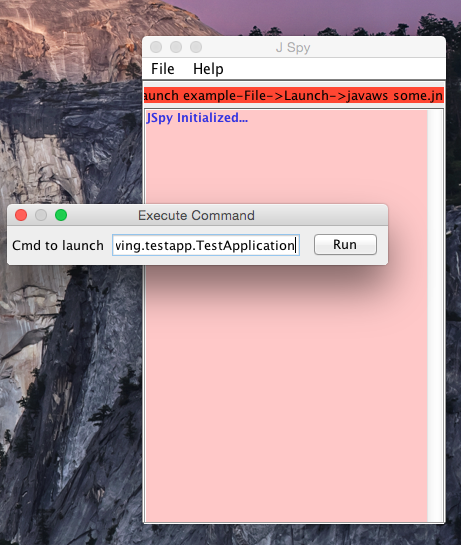 J Spy
File Help
aunch example-File->Launch->javaws some.jn
JSpy Initialized...
Execute Command
Cmd to launch ving.testapp.TestApplication Run